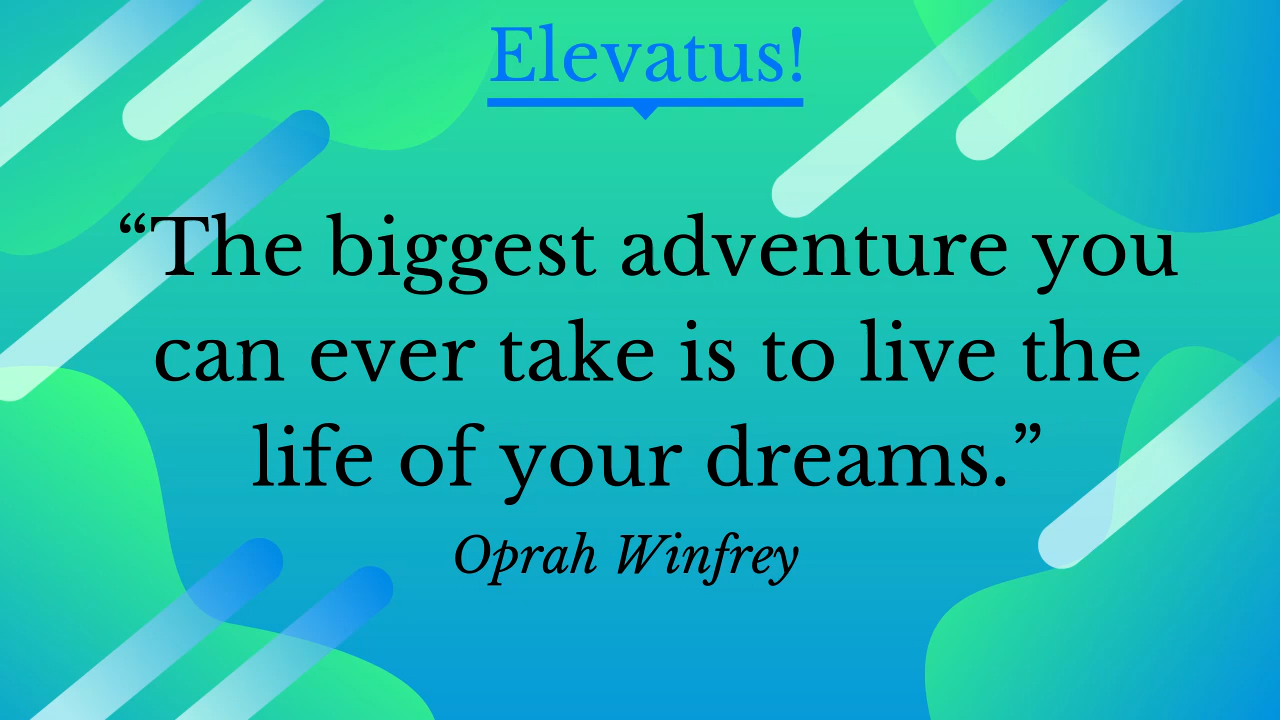 Elevatus!
“The biggest adventure you
can ever take is to live the
life of your dreams.”
Oprah Winfrey